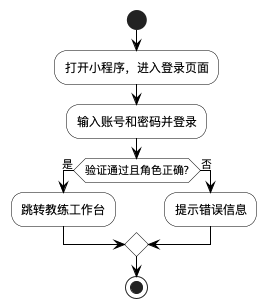 打开小程序，进入登录页面
输入账号和密码并登录
是
验证通过且角色正确?
否
跳转教练工作台
提示错误信息